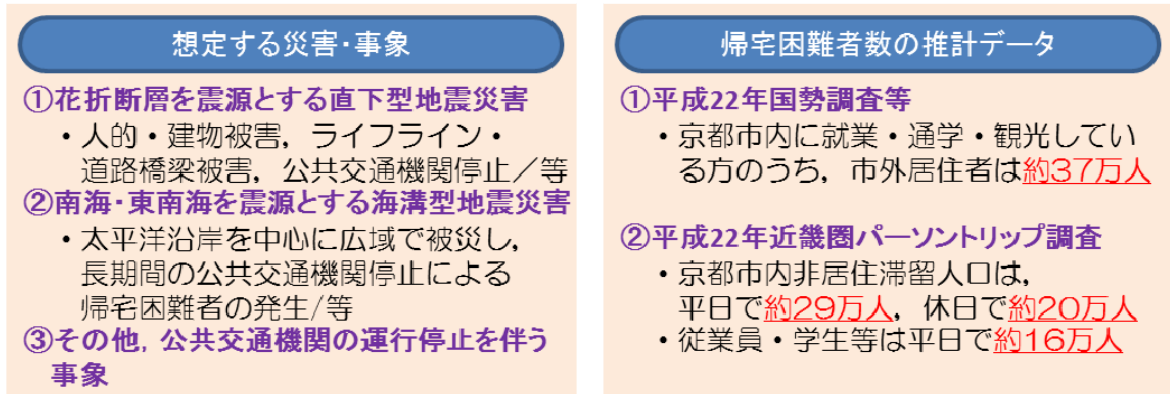 想定する災害・事象
①花折断層を震源とする直下型地震災害
・人的・建物被害，ライフライン・
道路橋梁被害，公共交通機関停止／等
②南海・東南海を震源とする海溝型地震災害
・太平洋沿岸を中心に広域で被災し，
長期間の公共交通機関停止による
帰宅困難者の発生/等
③その他，公共交通機関の運行停止を伴う
事象
帰宅困難者数の推計データ
①平成22年国勢調査等
・京都市内に就業・通学・観光してい
る方のうち，市外居住者は約37万人
②平成22年近畿圏パーソントリップ調査
・京都市内非居住滞留人口は，
平日で約29万人，休日で約20万人
・従業員・学生等は平日で約16万人